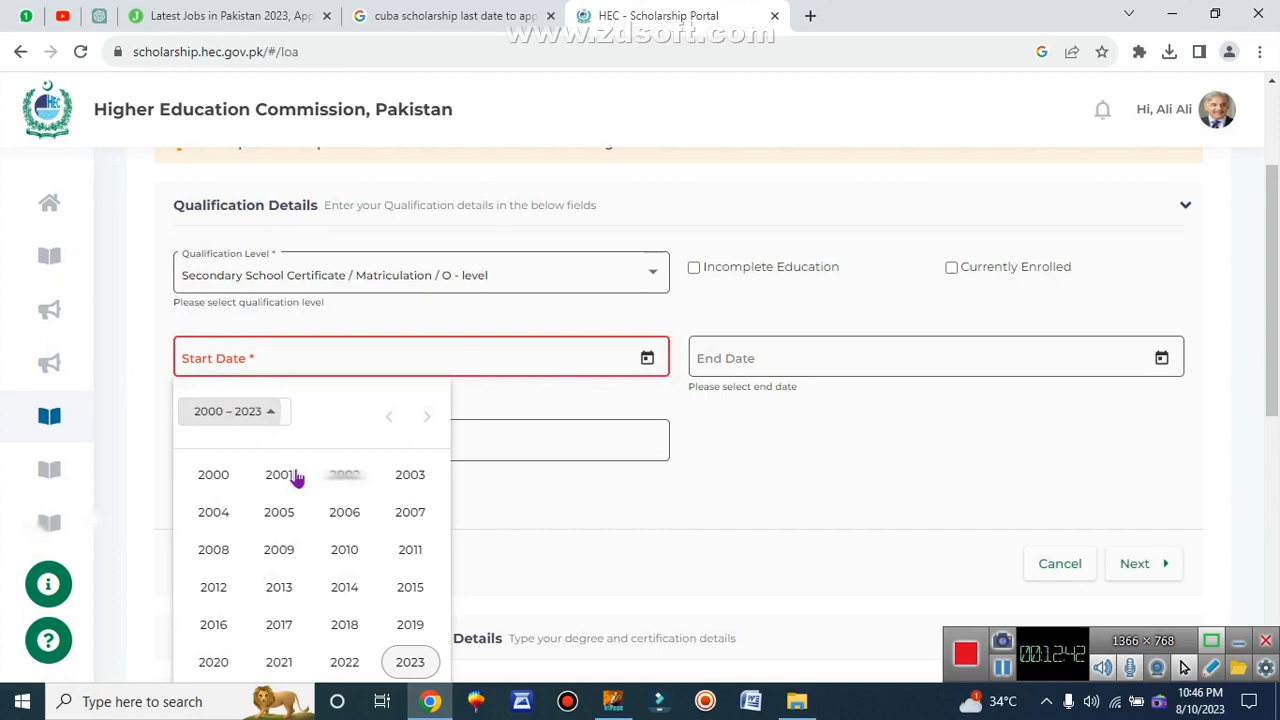 Latest Jobs in Pakistan 2023, App
cuba scholarship last date to app
HEC - Scholarship Portal
www.zdsoft.com
scholarship.hec.gov.pk/#/loa
Higher Education Commission, Pakistan
Hi, Ali Ali
Qualification Details Enter your Qualification details in the below fields
Qualification Level *
Secondary School Certificate / Matriculation / O - level
Incomplete Education
Currently Enrolled
Please select qualification level
Start Date *
End Date
Please select end date
2000 – 2023
2000 2001 2002 2003
2004 2005 2006 2007
2008 2009 2010 2011
2012 2013 2014 2015
2016 2017 2018 2019
2020 2021 2022 2023
Cancel
Next
Details Type your degree and certification details
1366 × 768
00:12:42
Type here to search
34°C
10:46 PM
8/10/2023